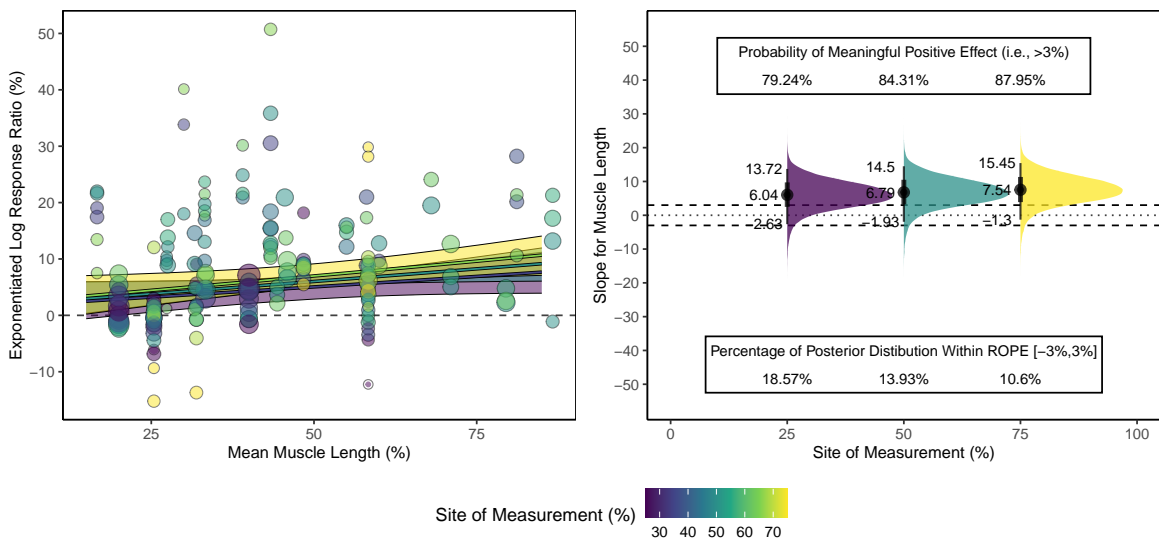 50
40
30
20
10
0
−10
25
50
75
Mean Muscle Length (%)
Exponentiated Log Response Ratio (%)
50
40
30
20
10
0
−10
−20
−30
−40
−50
0
25
50
75
100
Site of Measurement (%)
Slope for Muscle Length
Probability of Meaningful Positive Effect (i.e., >3%)
79.24% 84.31% 87.95%
13.72 14.5 15.45
6.04 6.79 7.54
−2.63 −1.93 −1.3
Percentage of Posterior Distibution Within ROPE [−3%,3%]
18.57% 13.93% 10.6%
Site of Measurement (%)
30 40 50 60 70